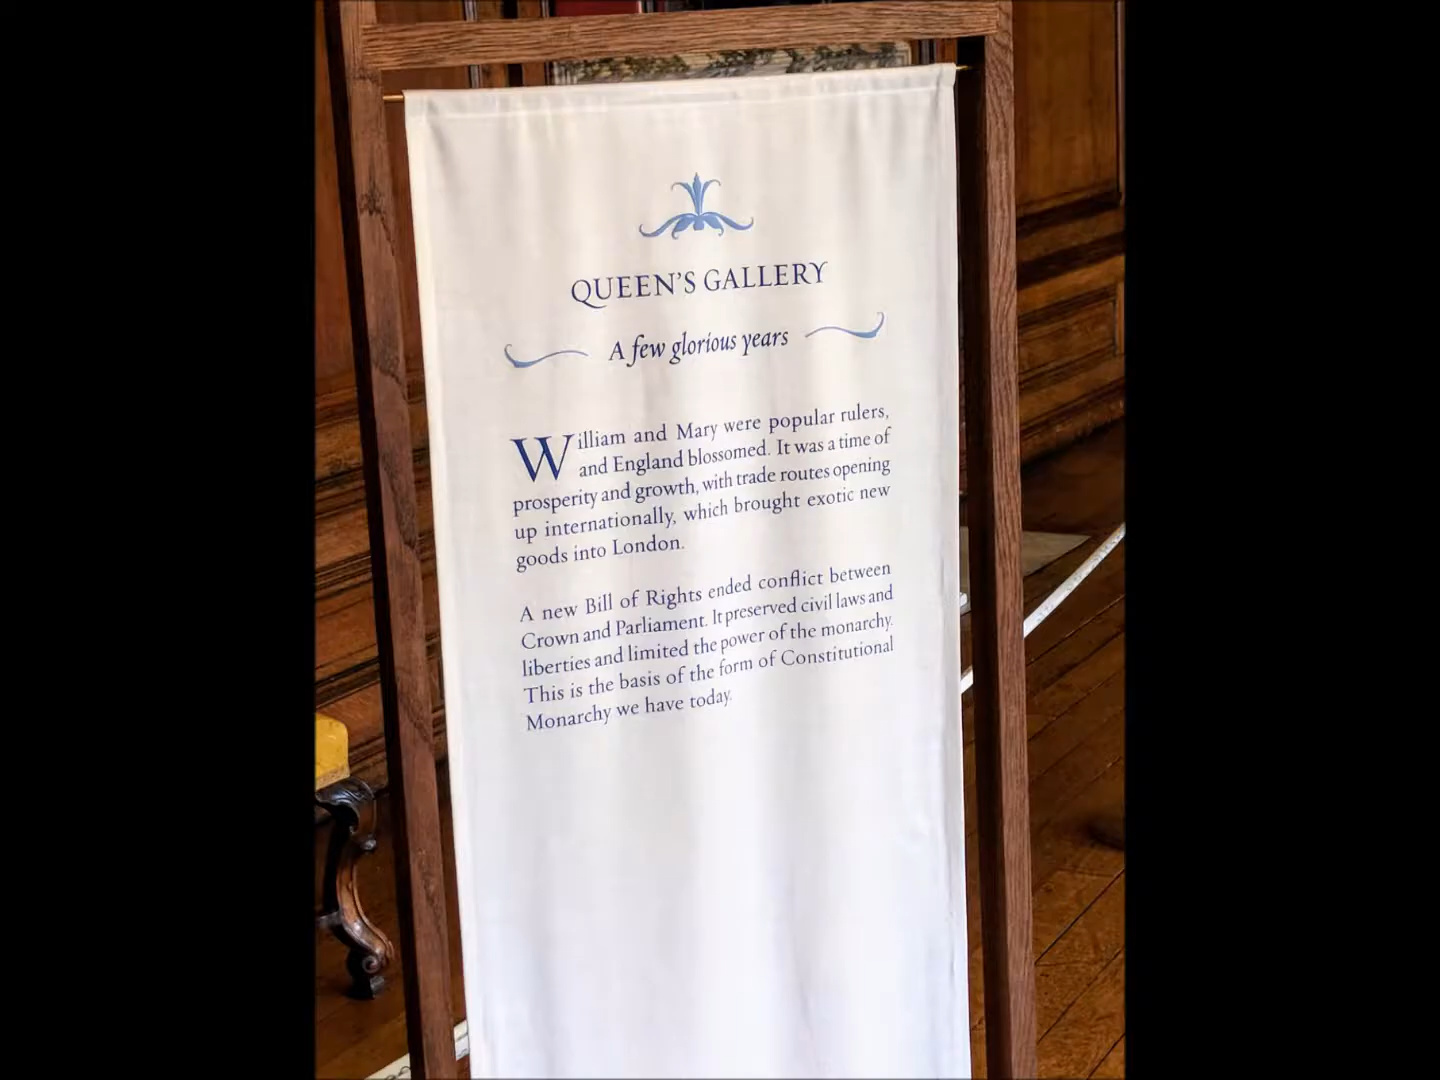 QUEEN'S GALLERY
A few glorious years
William and Mary were popular rulers,
and England blossomed. It was a time of
prosperity and growth, with trade routes opening
up internationally, which brought exotic new
goods into London.
A new Bill of Rights ended conflict between
Crown and Parliament. It preserved civil laws and
liberties and limited the power of the monarchy.
This is the basis of the form of Constitutional
Monarchy we have today.